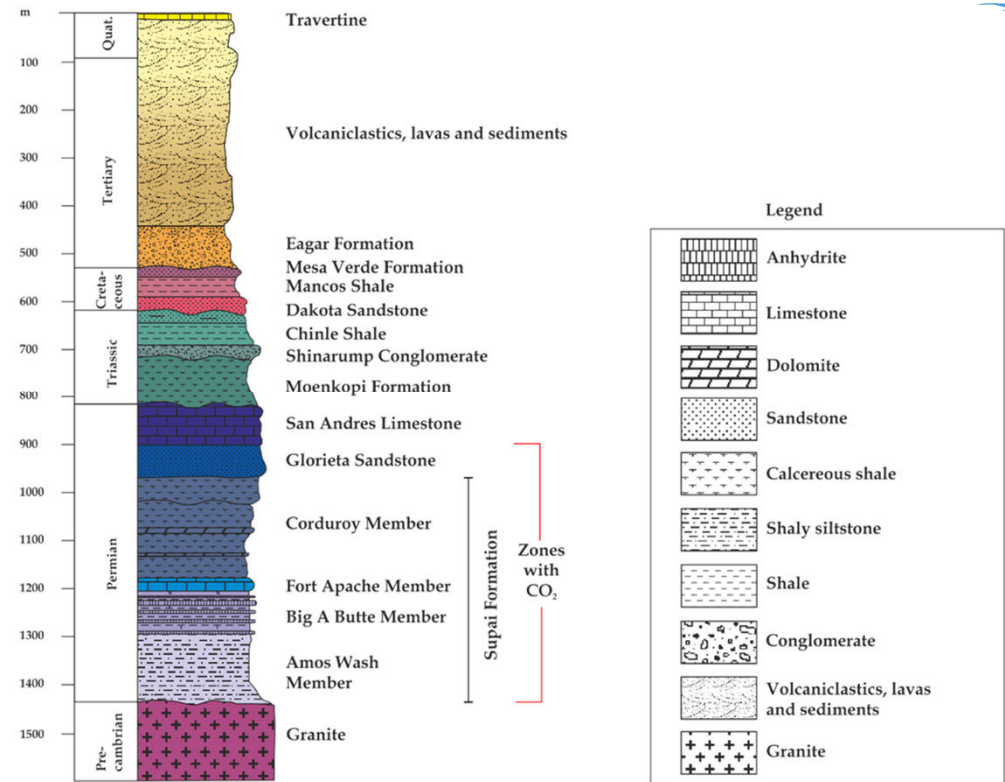 m
100
200
300
400
500
600
700
800
900
1000
1100
1200
1300
1400
1500
Quat.
Tertiary
Creta-
ceous
Triassic
Permian
Pre-
cambrian
Travertine
Volcaniclastics, lavas and sediments
Eagar Formation
Mesa Verde Formation
Mancos Shale
Dakota Sandstone
Chinle Shale
Shinarump Conglomerate
Moenkopi Formation
San Andres Limestone
Glorieta Sandstone
Corduroy Member
Fort Apache Member
Big A Butte Member
Amos Wash
Member
Granite
Supai Formation
Zones
with
CO₂
Legend
Anhydrite
Limestone
Dolomite
Sandstone
Calcereous shale
Shaly siltstone
Shale
Conglomerate
Volcaniclastics, lavas
and sediments
Granite